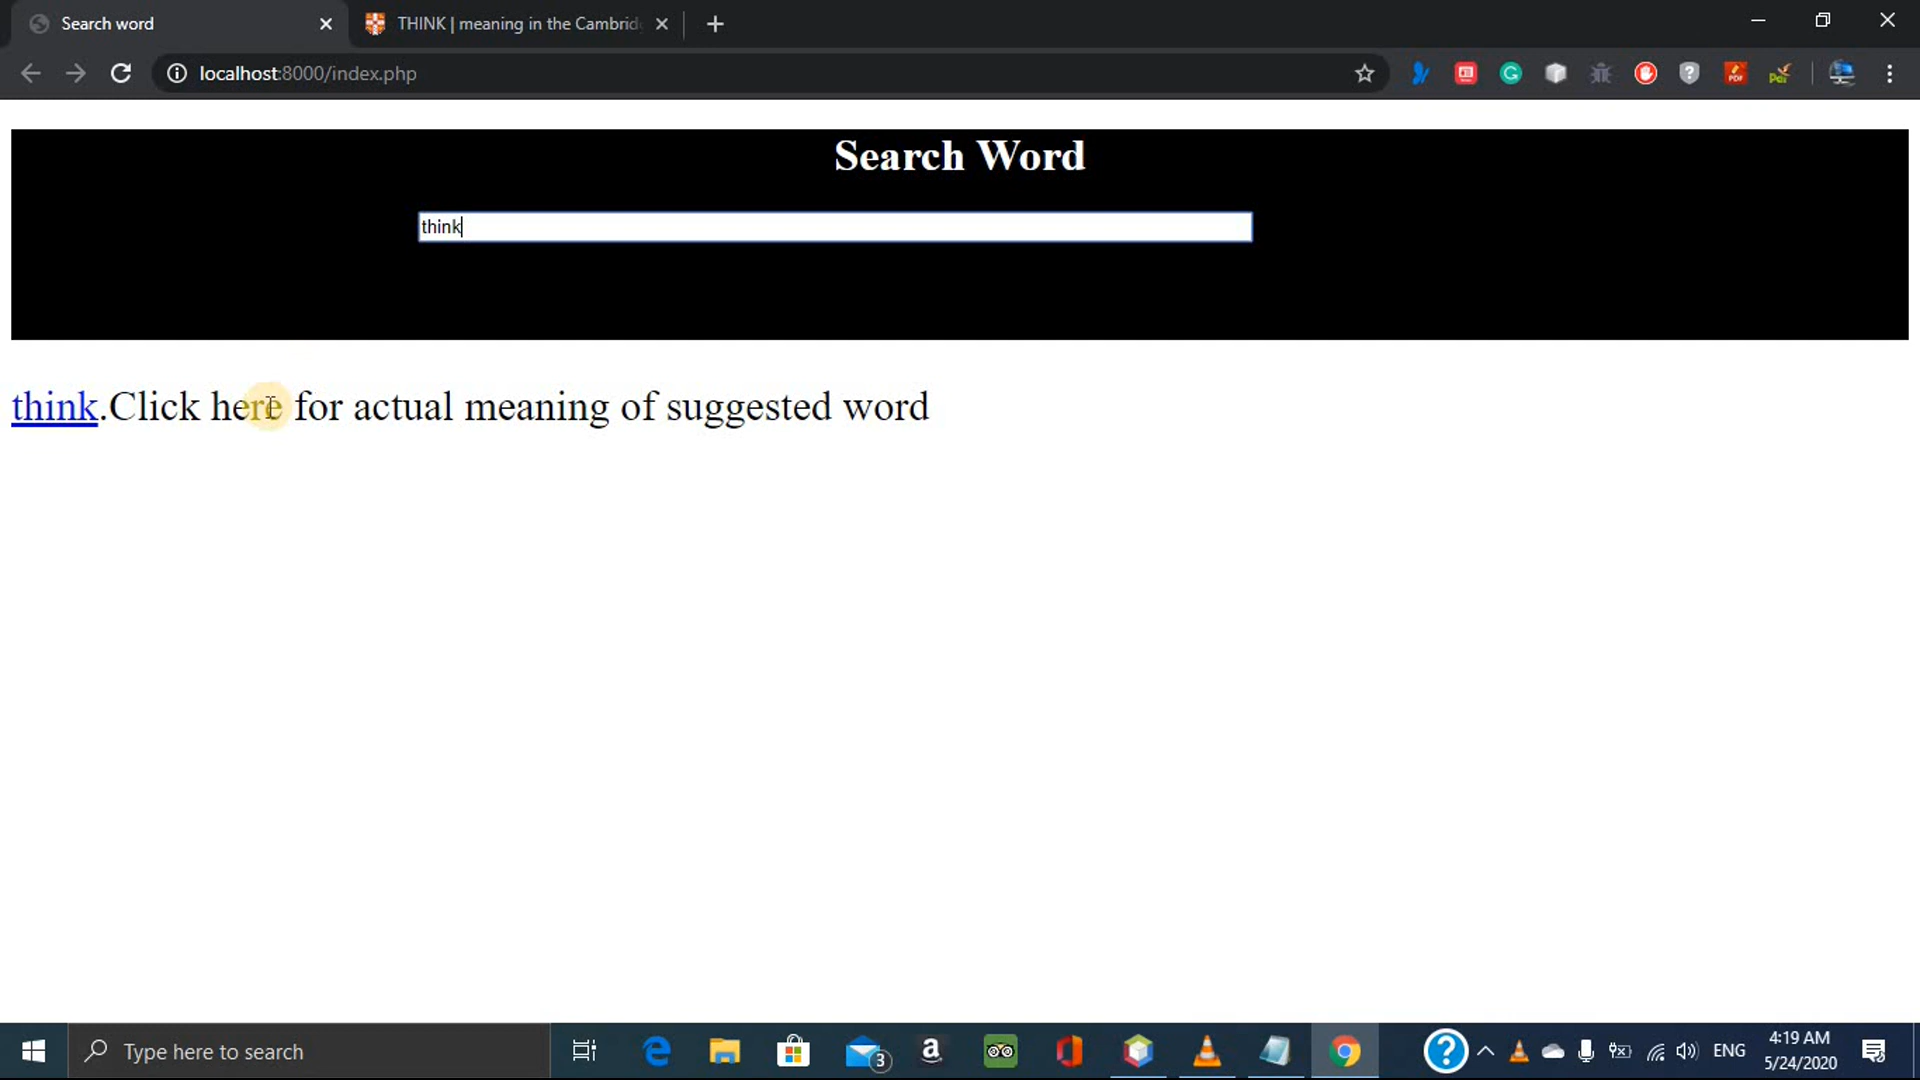 Search word
THINK | meaning in the Cambrid
localhost:8000/index.php
Search Word
think
think.Click here for actual meaning of suggested word
Type here to search
3
ENG
4:19 AM
5/24/2020